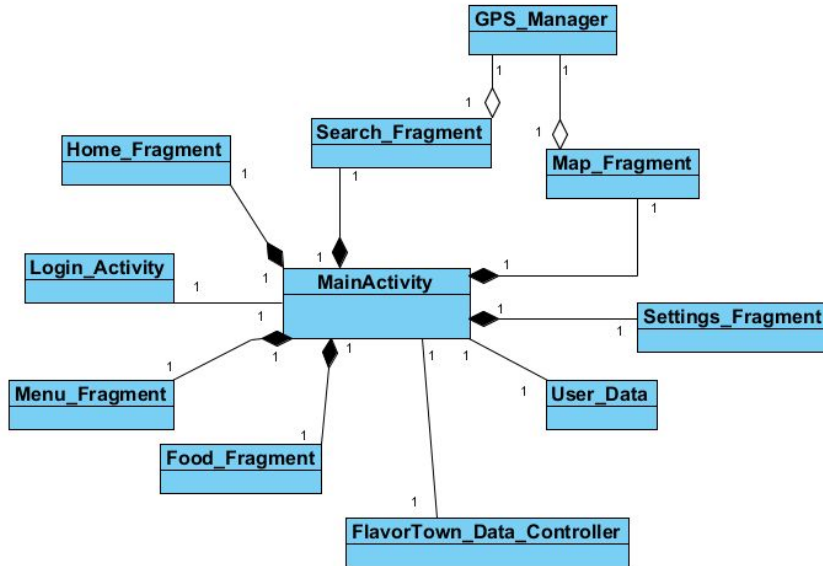 GPS_Manager
1
1
1
1
Search_Fragment
Home_Fragment
Map_Fragment
1
1
1
1
1
1
Login_Activity
MainActivity
1
1
1
1
Settings_Fragment
1
1
1
1
1
Menu_Fragment
User_Data
1
1
Food_Fragment
1
FlavorTown_Data_Controller